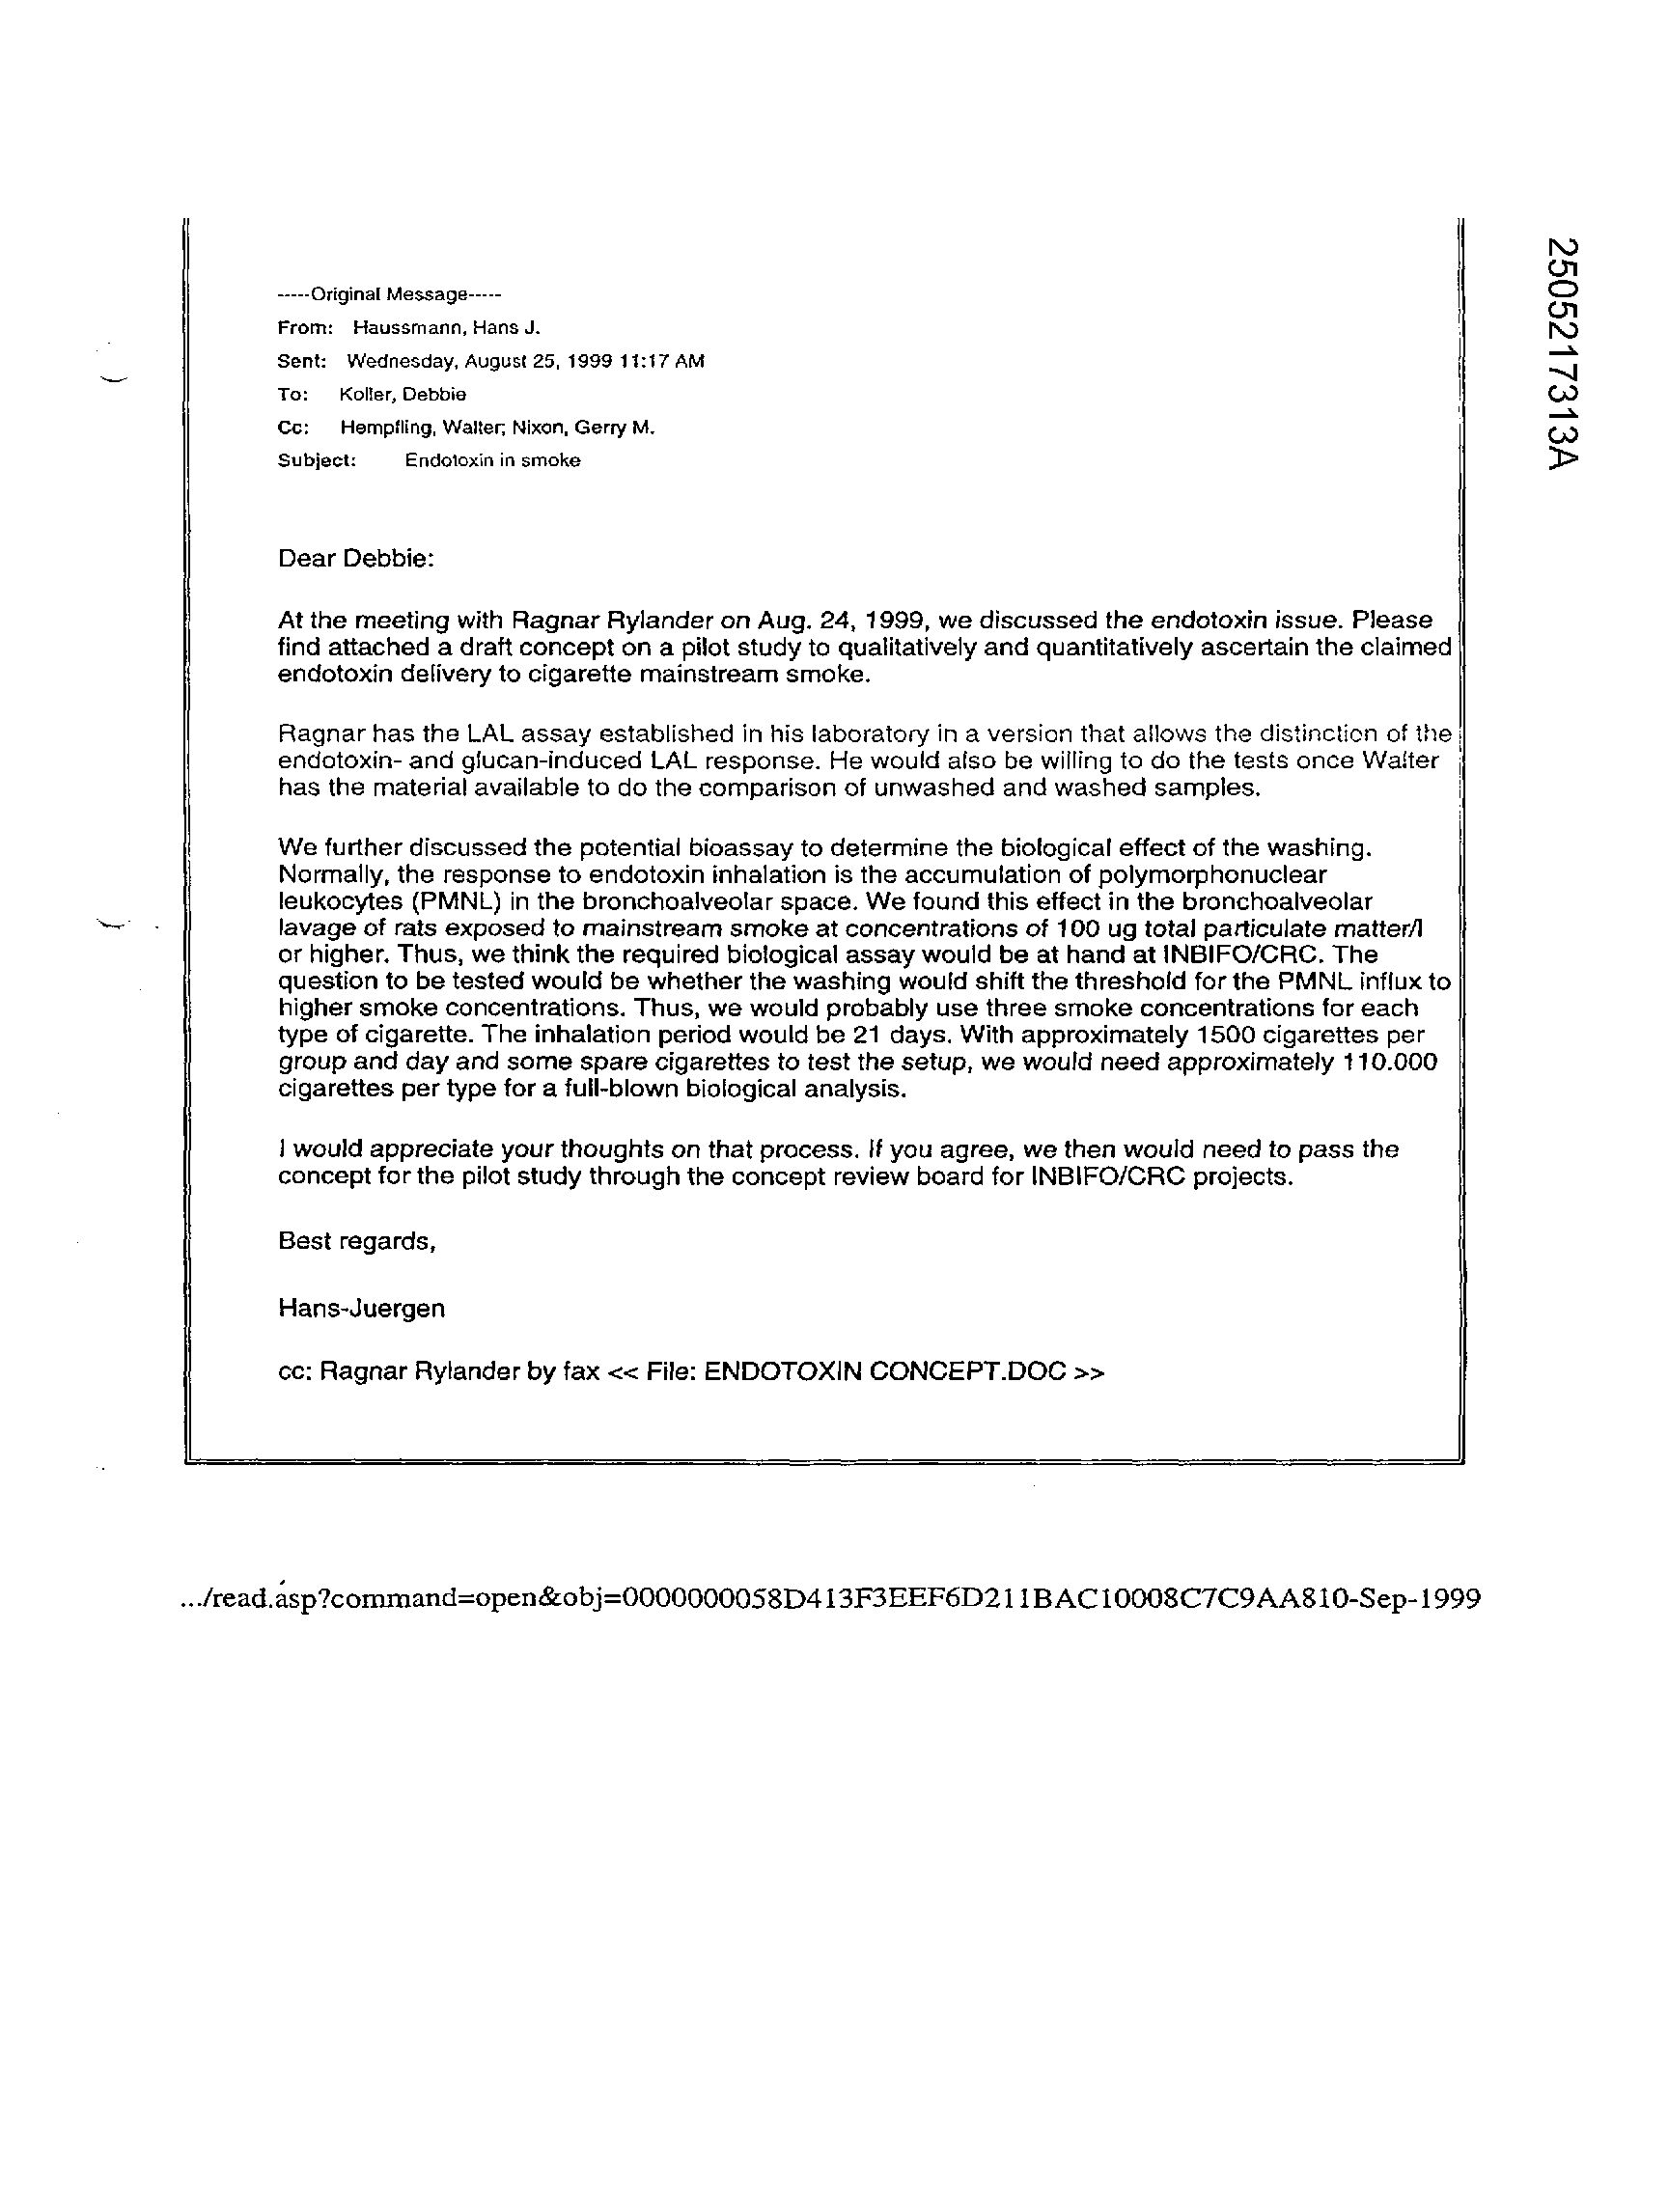 2505217313A
-----Original Message-----
From: Haussmann, Hans J.
Sent: Wednesday, August 25, 1999 11:17 AM
To: Koller, Debbie
Cc: Hempfling, Walter; Nixon, Gerry M.
Subject: Endotoxin in smoke
Dear Debbie:
At the meeting with Ragnar Rylander on Aug. 24, 1999, we discussed the endotoxin issue. Please
find attached a draft concept on a pilot study to qualitatively and quantitatively ascertain the claimed
endotoxin delivery to cigarette mainstream smoke.
Ragnar has the LAL assay established in his laboratory in a version that allows the distinction of the
endotoxin- and glucan-induced LAL response. He would also be willing to do the tests once Walter
has the material available to do the comparison of unwashed and washed samples.
We further discussed the potential bioassay to determine the biological effect of the washing.
Normally, the response to endotoxin inhalation is the accumulation of polymorphonuclear
leukocytes (PMNL) in the bronchoalveolar space. We found this effect in the bronchoalveolar
lavage of rats exposed to mainstream smoke at concentrations of 100 ug total particulate matter/l
or higher. Thus, we think the required biological assay would be at hand at INBIFO/CRC. The
question to be tested would be whether the washing would shift the threshold for the PMNL influx to
higher smoke concentrations. Thus, we would probably use three smoke concentrations for each
type of cigarette. The inhalation period would be 21 days. With approximately 1500 cigarettes per
group and day and some spare cigarettes to test the setup, we would need approximately 110.000
cigarettes per type for a full-blown biological analysis.
I would appreciate your thoughts on that process. If you agree, we then would need to pass the
concept for the pilot study through the concept review board for INBIFO/CRC projects.
Best regards,
Hans-Juergen
cc: Ragnar Rylander by fax << File: ENDOTOXIN CONCEPT.DOC >>
.../read.asp?command=open&obj=0000000058D413F3EEF6D211BAC10008C7C9AA810-Sep-1999